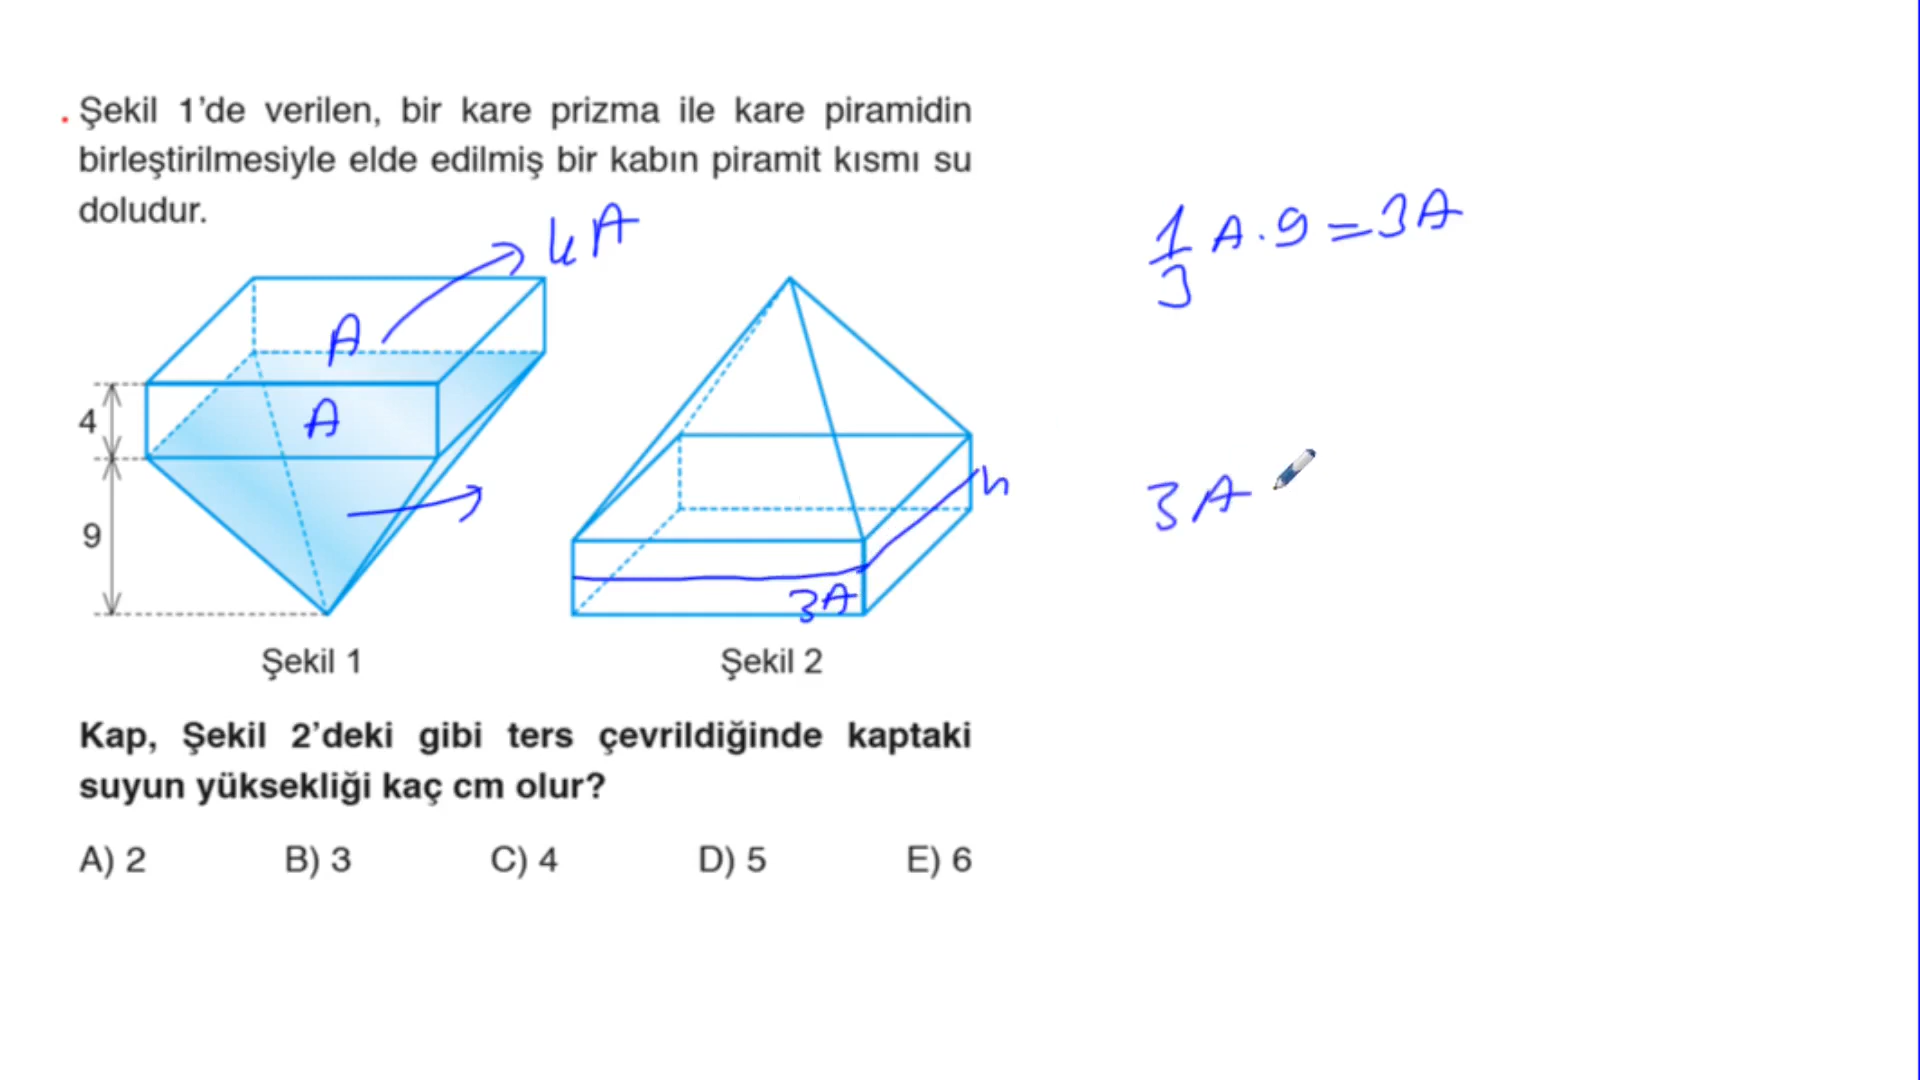 . Şekil 1’de verilen, bir kare prizma ile kare piramidin
birleştirilmesiyle elde edilmiş bir kabın piramit kısmı su
doludur.
4A
1/3 A.9=3A
A
A
4
9
h
3A
3A
Şekil 1
Şekil 2
Kap, Şekil 2’deki gibi ters çevrildiğinde kaptaki
suyun yüksekliği kaç cm olur?
A) 2 B) 3 C) 4 D) 5 E) 6